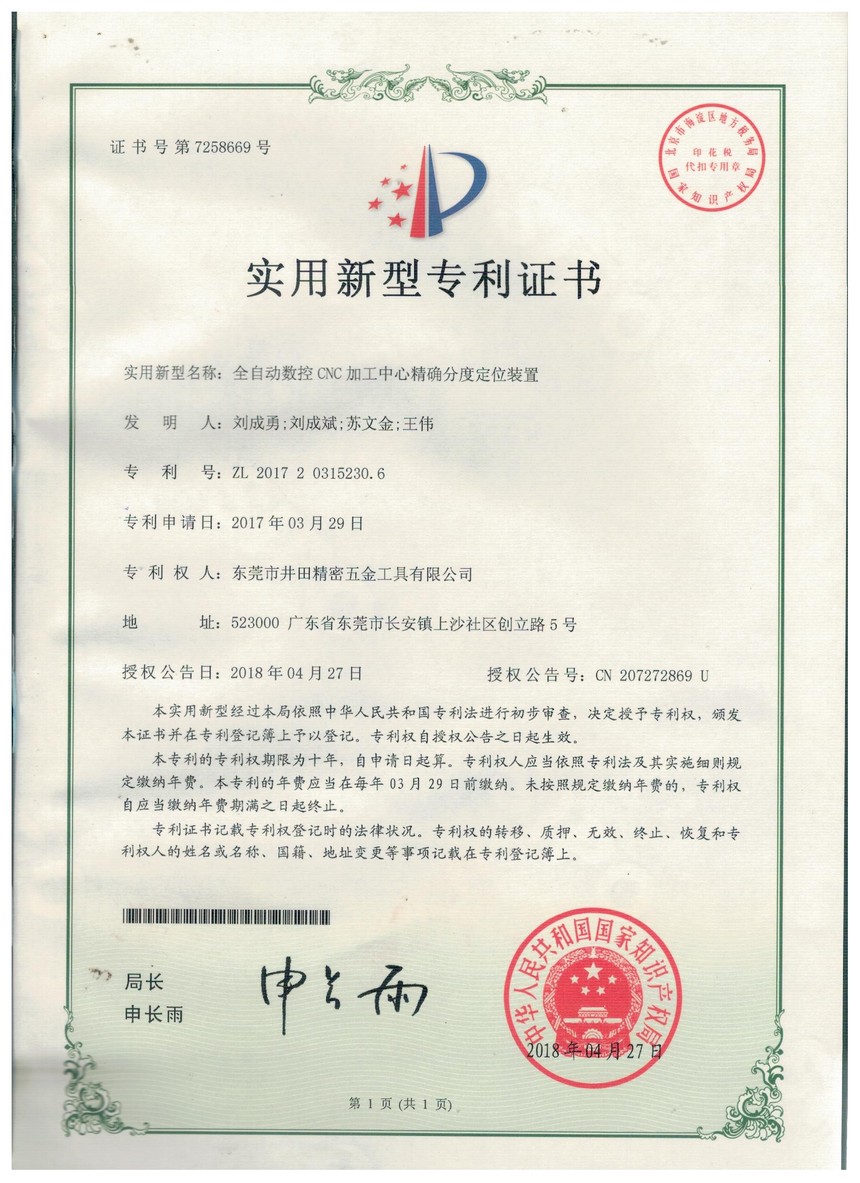 证书号第7258669号
北京市海淀区地方税务局
印花税
代扣专用章
国家知识产权局
实用新型专利证书
实用新型名称：全自动数控CNC加工中心精确分度定位装置
发明人：刘成勇;刘成斌;苏文金;王伟
专利号：ZL 2017 2 0315230.6
专利申请日：2017年03月29日
专利权人：东莞市井田精密五金工具有限公司
地址：523000 广东省东莞市长安镇上沙社区创立路5号
授权公告日：2018年04月27日 授权公告号：CN 207272869 U
本实用新型经过本局依照中华人民共和国专利法进行初步审查，决定授予专利权，颁发
本证书并在专利登记簿上予以登记。专利权自授权公告之日起生效。
本专利的专利权期限为十年，自申请日起算。专利权人应当依照专利法及其实施细则规
定缴纳年费。本专利的年费应当在每年03月29日前缴纳。未按照规定缴纳年费的，专利权
自应当缴纳年费期满之日起终止。
专利证书记载专利权登记时的法律状况。专利权的转移、质押、无效、终止、恢复和专
利权人的姓名或名称、国籍、地址变更等事项记载在专利登记簿上。
局长
申长雨
申长雨
中华人民共和国国家知识产权局
2018年04月27日
第1页(共1页)